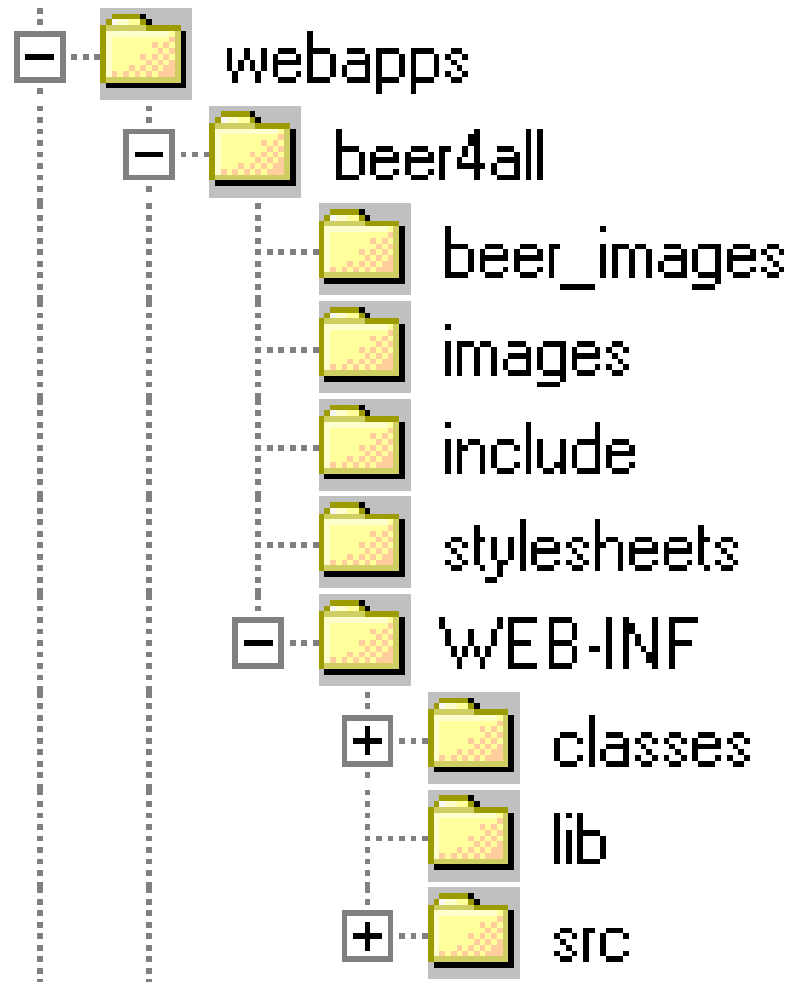 webapps
beer4all
beer_images
images
include
stylesheets
WEB-INF
classes
lib
src